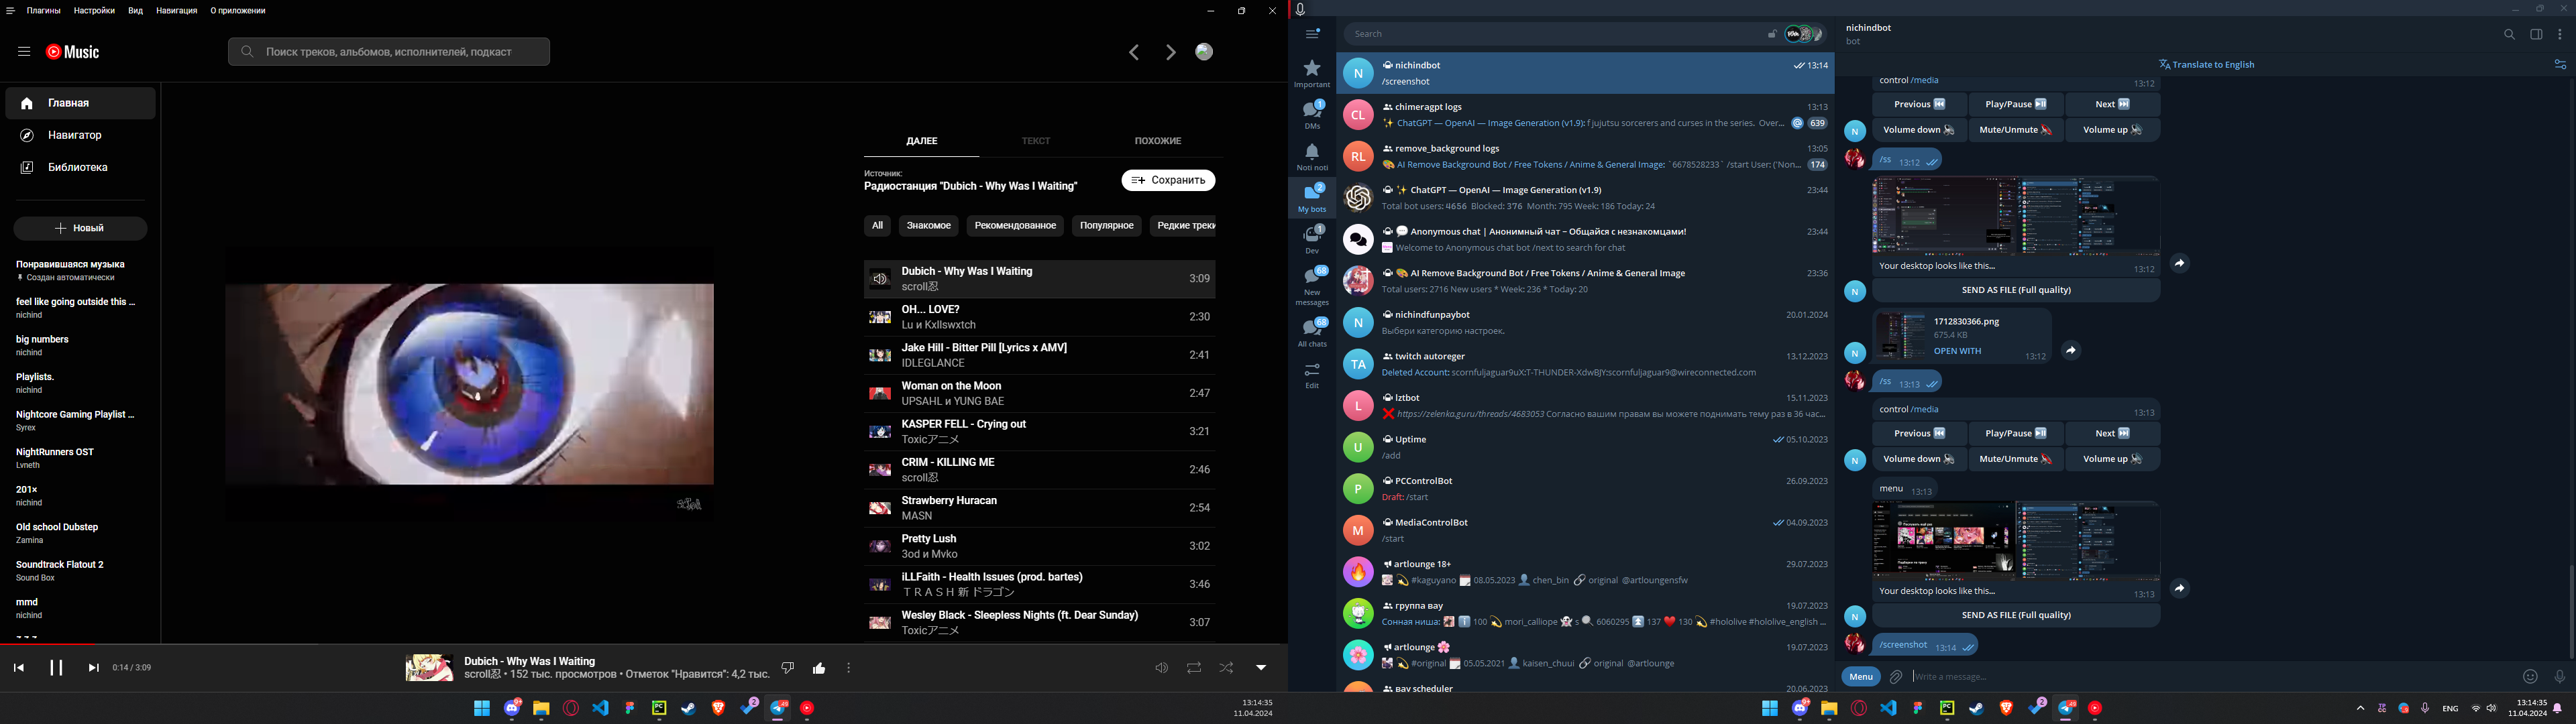 Плагины Настройки Вид Навигация О приложении
Music
Поиск треков, альбомов, исполнителей, подкаст
Главная
Навигатор
Библиотека
Новый
Понравившаяся музыка
Создан автоматически
feel like going outside this ...
nichind
big numbers
nichind
Playlists.
nichind
Nightcore Gaming Playlist ...
Syrex
NightRunners OST
Lvneth
201×
nichind
Old school Dubstep
Zamina
Soundtrack Flatout 2
Sound Box
mmd
nichind
ДАЛЕЕ ТЕКСТ ПОХОЖИЕ
Источник:
Радиостанция "Dubich - Why Was I Waiting"
Сохранить
All Знакомое Рекомендованное Популярное Редкие треки
Dubich - Why Was I Waiting
scroll忍
3:09
OH... LOVE?
Lu и Kxllswxtch
2:30
Jake Hill - Bitter Pill [Lyrics x AMV]
IDLEGLANCE
2:41
Woman on the Moon
UPSAHL и YUNG BAE
2:47
KASPER FELL - Crying out
Toxicアニメ
3:21
CRIM - KILLING ME
scroll忍
2:46
Strawberry Huracan
MASN
2:54
Pretty Lush
3od и Mvko
3:02
iLLFaith - Health Issues (prod. bartes)
ＴＲＡＳＨ 新 ドラゴン
3:46
Wesley Black - Sleepless Nights (ft. Dear Sunday)
Toxicアニメ
3:07
0:14 / 3:09
Dubich - Why Was I Waiting
scroll忍 • 152 тыс. просмотров • Отметок "Нравится": 4,2 тыс.
13:14:35
11.04.2024
Important
1
DMs
Noti noti
2
My bots
1
Dev
68
New
messages
68
All chats
Edit
Search
nichindbot 13:14
/screenshot
chimeragpt logs 13:13
✨ ChatGPT — OpenAI — Image Generation (v1.9): f jujutsu sorcerers and curses in the series. Over... @ 639
CL
remove_background logs 13:05
🎨 AI Remove Background Bot / Free Tokens / Anime & General Image: `6678528233` /start User: ('Non... 174
RL
✨ ChatGPT — OpenAI — Image Generation (v1.9) 23:44
Total bot users: 4656 Blocked: 376 Month: 795 Week: 186 Today: 24
💬 Anonymous chat | Анонимный чат – Общайся с незнакомцами! 23:44
Welcome to Anonymous chat bot /next to search for chat
🎨 AI Remove Background Bot / Free Tokens / Anime & General Image 23:36
Total users: 2716 New users * Week: 236 * Today: 20
N
nichindfunpaybot 20.01.2024
Выбери категорию настроек.
TA
twitch autoreger 13.12.2023
Deleted Account: scornfuljaguar9uX:T-THUNDER-XdwBJY:scornfuljaguar9@wireconnected.com
L
lztbot 15.11.2023
❌ https://zelenka.guru/threads/4683053 Согласно вашим правам вы можете поднимать тему раз в 36 час...
U
Uptime 05.10.2023
/add
P
PCControlBot 26.09.2023
Draft: /start
M
MediaControlBot 04.09.2023
/start
artlounge 18+ 29.07.2023
#kaguyano 08.05.2023 chen_bin original @artloungensfw
группа вау 19.07.2023
Сонная ниша: 100 mori_calliope s 6060295 137 ❤ 130 #hololive #hololive_english ...
artlounge 🌸 19.07.2023
#original 05.05.2021 kaisen_chuui original @artlounge
вау scheduler 20.06.2023
nichindbot
bot
Translate to English
control /media 13:12
Previous ⏮ Play/Pause ⏯ Next ⏭
Volume down 🔉 Mute/Unmute 🔇 Volume up 🔊
/ss 13:12
Your desktop looks like this... 13:12
SEND AS FILE (Full quality)
1712830366.png
675.4 KB
OPEN WITH 13:12
/ss 13:13
control /media 13:13
Previous ⏮ Play/Pause ⏯ Next ⏭
Volume down 🔉 Mute/Unmute 🔇 Volume up 🔊
menu 13:13
Your desktop looks like this... 13:13
SEND AS FILE (Full quality)
/screenshot 13:14
Menu
Write a message...
ENG
13:14:35
11.04.2024